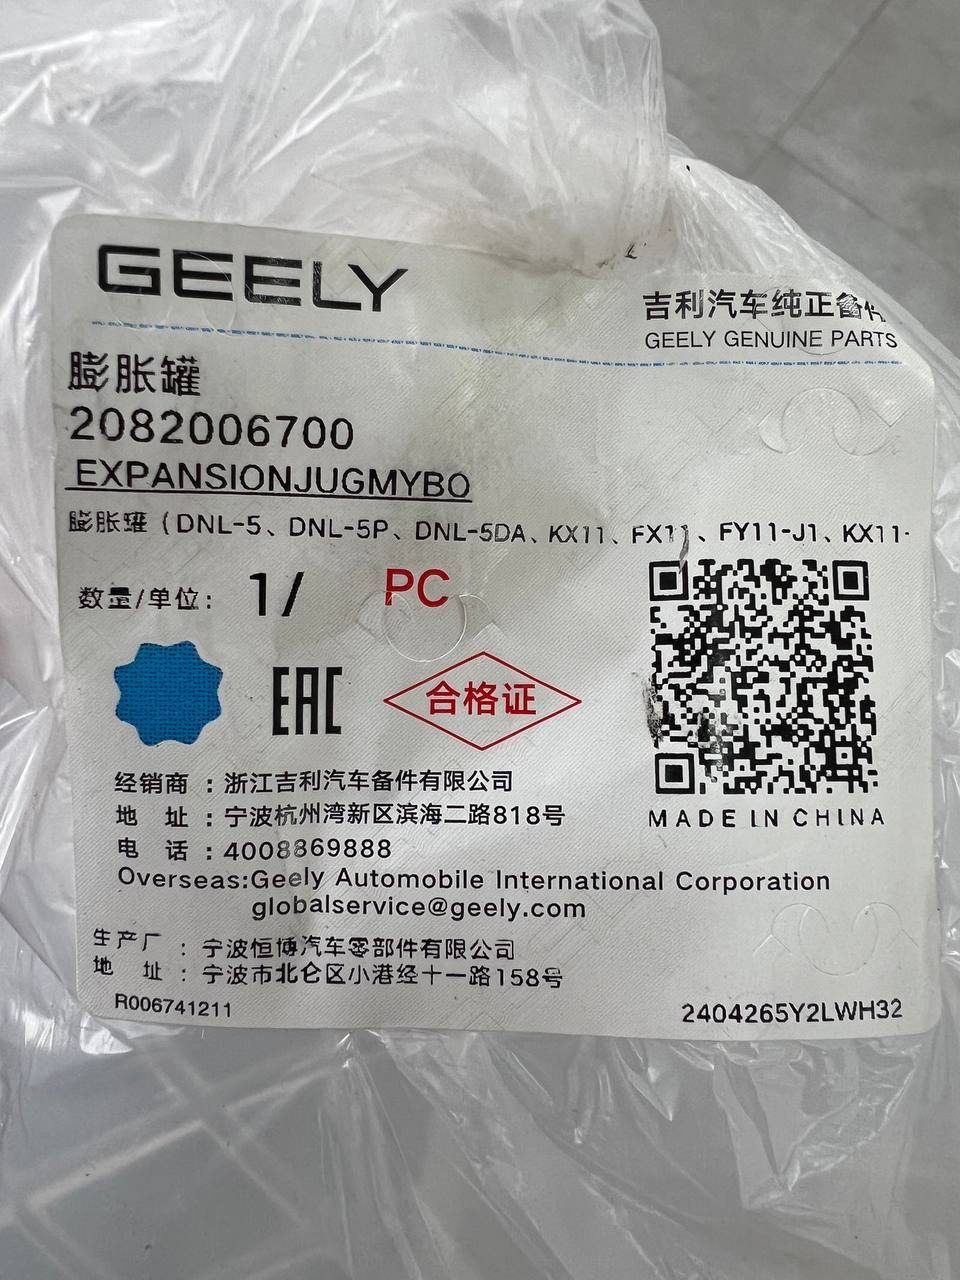 GEELY
吉利汽车纯正备件
GEELY GENUINE PARTS
膨胀罐
2082006700
EXPANSIONJUGMYBO
膨胀罐（DNL-5、DNL-5P、DNL-5DA、KX11、FX11、FY11-J1、KX11-
数量/单位: 1/ PC
EAC
合格证
MADE IN CHINA
经销商 : 浙江吉利汽车备件有限公司
地 址 : 宁波杭州湾新区滨海二路818号
电 话 : 4008869888
Overseas:Geely Automobile International Corporation
globalservice@geely.com
生产厂 : 宁波恒博汽车零部件有限公司
地 址 : 宁波市北仑区小港经十一路158号
R006741211
2404265Y2LWH32